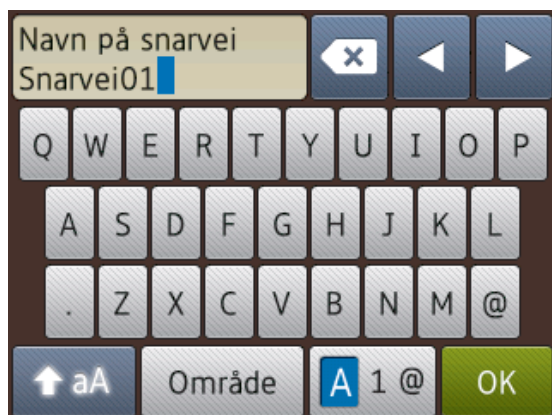 Navn på snarvei
Snarvei01
Q W E R T Y U I O P
A S D F G H J K L
. Z X C V B N M @
aA Område A 1 @ OK